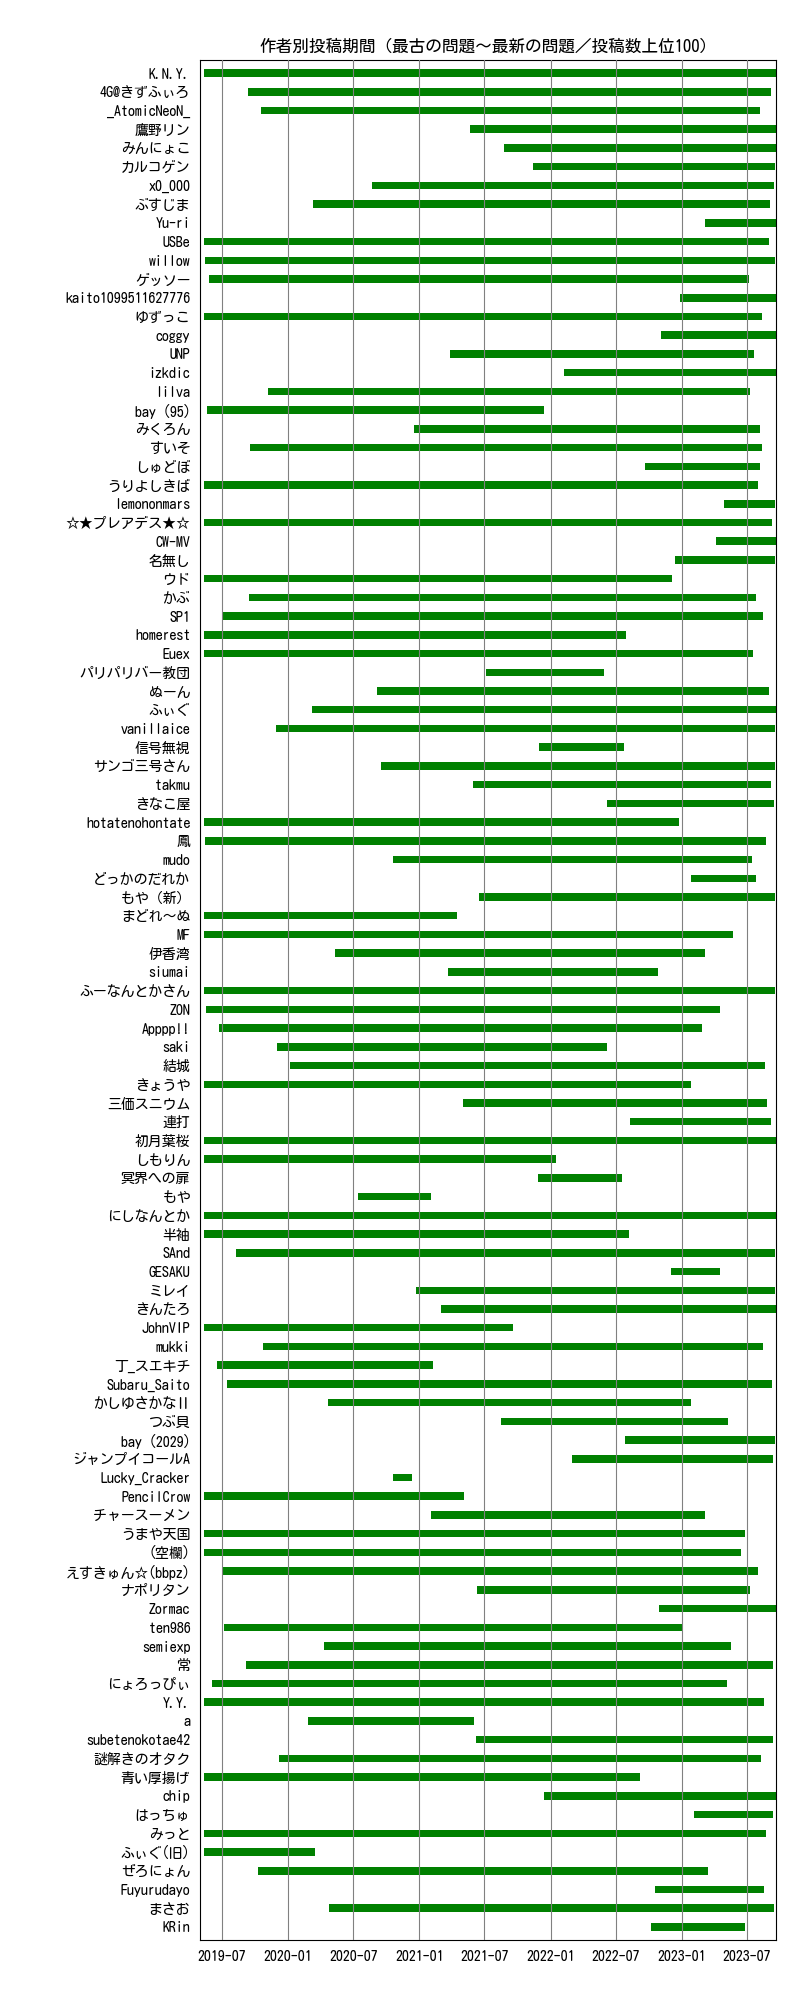 作者別投稿期間（最古の問題～最新の問題／投稿数上位100）
K.N.Y.
4G@きずふぃろ
_AtomicNeoN_
鷹野リン
みんにょこ
カルコゲン
x0_000
ぶすじま
Yu-ri
USBe
willow
ゲッソー
kaito1099511627776
ゆずっこ
coggy
UNP
izkdic
lilva
bay (95)
みくろん
すいそ
しゅどぼ
うりよしきば
lemononmars
☆★プレアデス★☆
CW-MV
名無し
ウド
かぶ
SP1
homerest
Euex
パリパリバー教団
ぬーん
ふぃぐ
vanillaice
信号無視
サンゴ三号さん
takmu
きなこ屋
hotatenohontate
鳳
mudo
どっかのだれか
もや（新）
まどれ～ぬ
MF
伊香湾
siumai
ふーなんとかさん
ZON
Appppll
saki
結城
きょうや
三価スニウム
連打
初月葉桜
しもりん
冥界への扉
もや
にしなんとか
半袖
SAnd
GESAKU
ミレイ
きんたろ
JohnVIP
mukki
丁_スエキチ
Subaru_Saito
かしゆさかなⅡ
つぶ貝
bay (2029)
ジャンプイコールA
Lucky_Cracker
PencilCrow
チャースーメン
うまや天国
(空欄)
えすきゅん☆(bbpz)
ナポリタン
Zormac
ten986
semiexp
常
にょろっぴぃ
Y.Y.
a
subetenokotae42
謎解きのオタク
青い厚揚げ
chip
はっちゅ
みっと
ふぃぐ(旧)
ぜろにょん
Fuyurudayo
まさお
KRin
2019-07 2020-01 2020-07 2021-01 2021-07 2022-01 2022-07 2023-01 2023-07